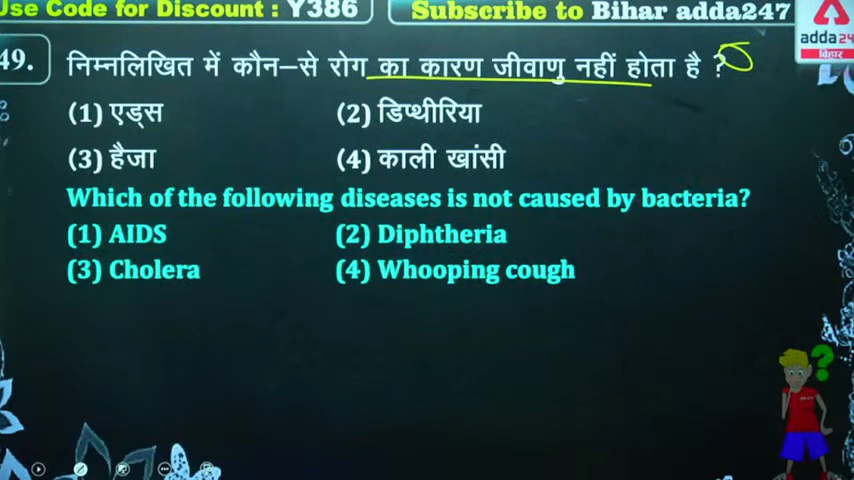 Use Code for Discount : Y386
Subscribe to Bihar adda247
adda24
बिहार
49.
निम्नलिखित में कौन–से रोग का कारण जीवाणु नहीं होता है ?
(1) एड्स (2) डिप्थीरिया
(3) हैजा (4) काली खांसी
Which of the following diseases is not caused by bacteria?
(1) AIDS (2) Diphtheria
(3) Cholera (4) Whooping cough